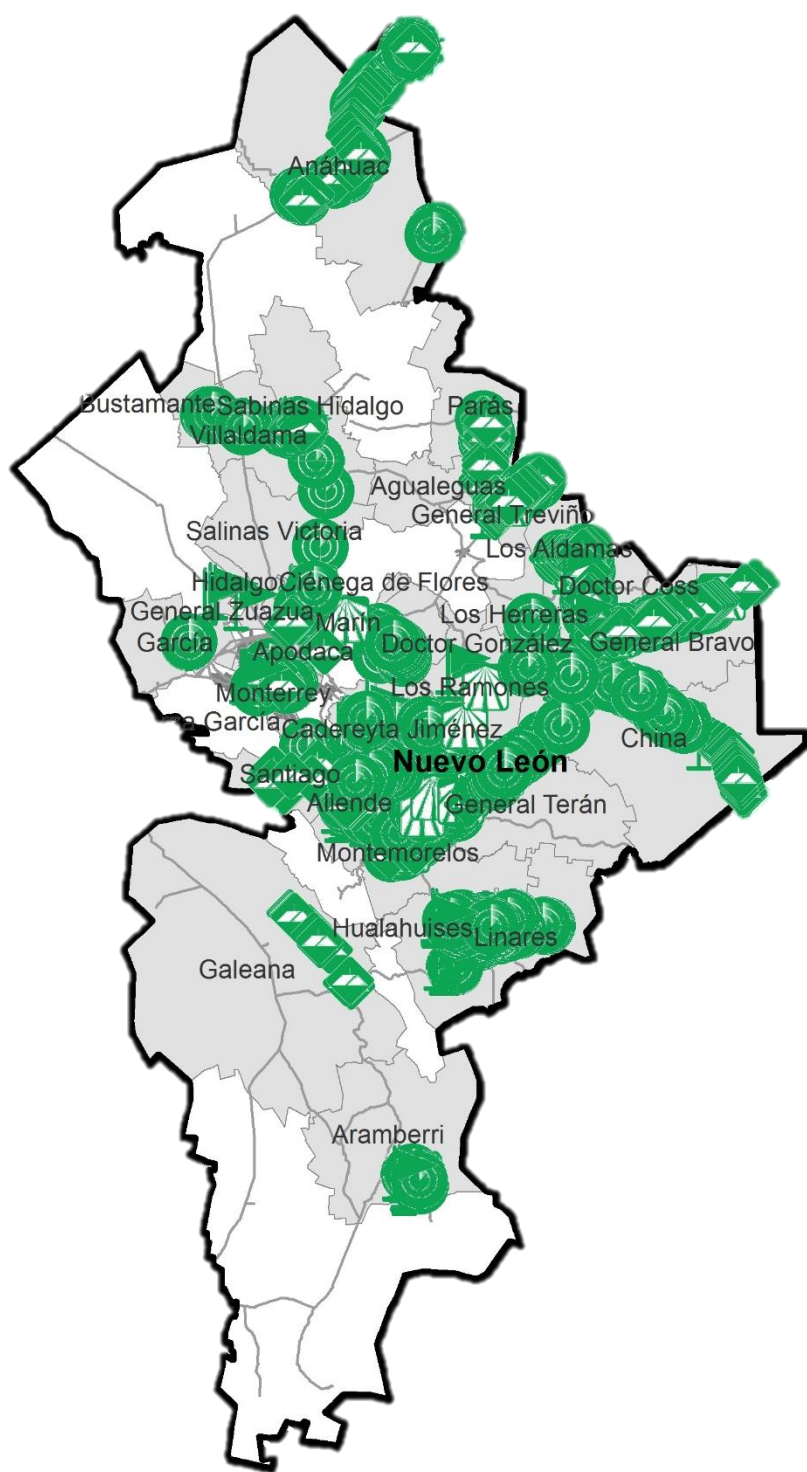 Anáhuac
Bustamante
Sabinas Hidalgo
Parás
Villaldama
Agualeguas
General Treviño
Salinas Victoria
Los Aldamas
Hidalgo
Ciénega de Flores
Doctor Coss
General Zuazua
Marín
Los Herreras
García
Apodaca
Doctor González
General Bravo
Monterrey
Los Ramones
a García
Cadereyta Jiménez
China
Nuevo León
Santiago
Allende
General Terán
Montemorelos
Hualahuises
Linares
Galeana
Aramberri